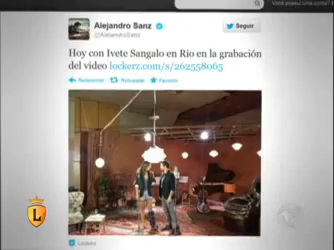 Alejandro Sanz
@AlejandroSanz
Seguir
Hoy con Ivete Sangalo en Rio en la grabación
del video lockerz.com/s/262558065
Responder
Retwittear
Favorito
L